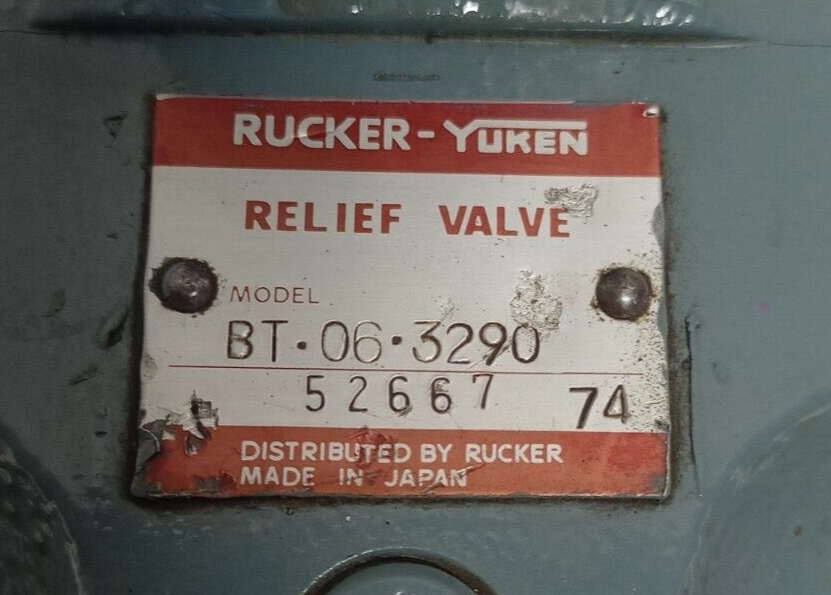 RUCKER-YUKEN
RELIEF VALVE
MODEL
BT·06·3290
52667 74
DISTRIBUTED BY RUCKER
MADE IN JAPAN